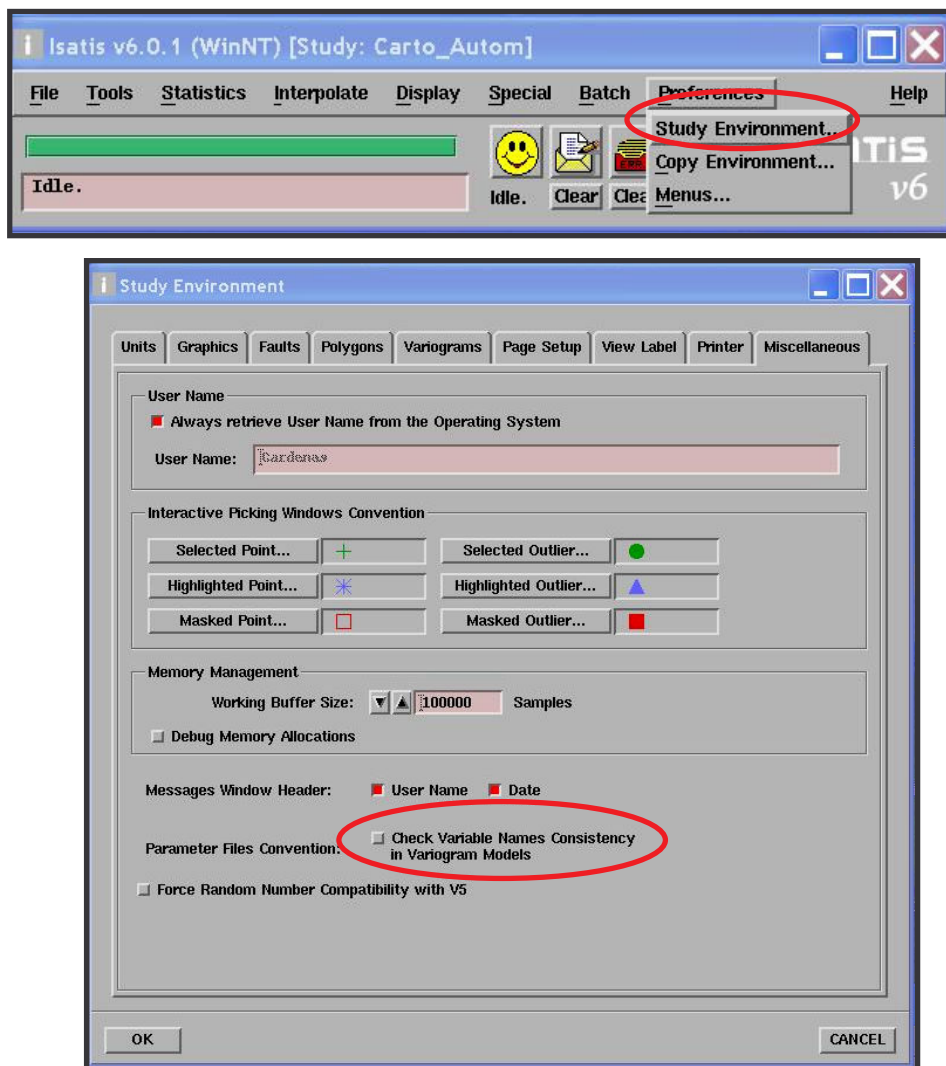 Isatis v6.0.1 (WinNT) [Study: Carto_Autom]
File Tools Statistics Interpolate Display Special Batch Preferences Help
Study Environment..
Copy Environment...
Menus...
Idle.
Idle. Clear
TiS
v6
Study Environment
Units Graphics Faults Polygons Variograms Page Setup View Label Printer Miscellaneous
User Name
Always retrieve User Name from the Operating System
User Name: Cardenas
Interactive Picking Windows Convention
Selected Point... Selected Outlier...
Highlighted Point... Highlighted Outlier...
Masked Point... Masked Outlier...
Memory Management
Working Buffer Size: 100000 Samples
Debug Memory Allocations
Messages Window Header: User Name Date
Parameter Files Convention: Check Variable Names Consistency
in Variogram Models
Force Random Number Compatibility with V5
OK CANCEL